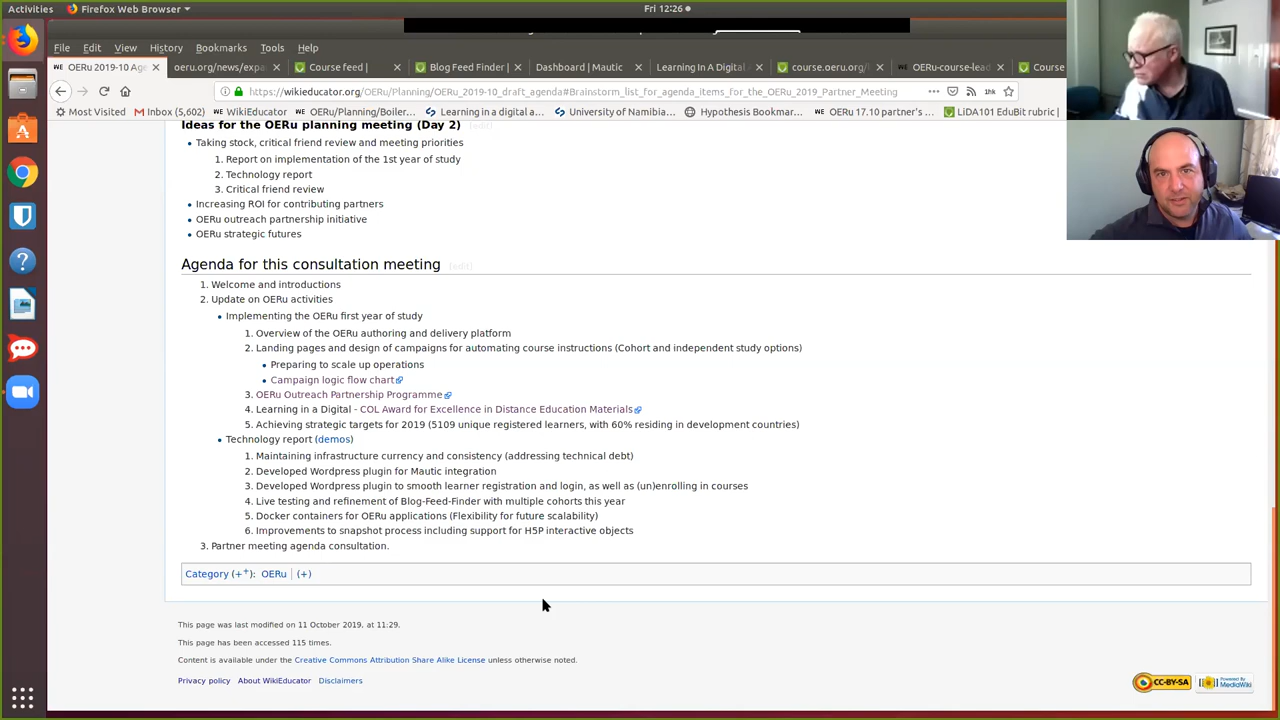 Activities Firefox Web Browser Fri 12:26
File Edit View History Bookmarks Tools Help
WE OERu 2019-10 Age oeru.org/news/expa Course feed | Blog Feed Finder | Dashboard | Mautic Learning In A Digital course.oeru.org/ WE OERu-course-lead Course
https://wikieducator.org/OERu/Planning/OERu_2019-10_draft_agenda#Brainstorm_list_for_agenda_items_for_the_OERu_2019_Partner_Meeting 1hk
Most Visited Inbox (5,602) WE WikiEducator WE OERu/Planning/Boiler... Learning in a digital a... University of Namibia... Hypothesis Bookmar... WE OERu 17.10 partner's ... LiDA101 EduBit rubric |
Ideas for the OERu planning meeting (Day 2) [edit]
Taking stock, critical friend review and meeting priorities
1. Report on implementation of the 1st year of study
2. Technology report
3. Critical friend review
Increasing ROI for contributing partners
OERu outreach partnership initiative
OERu strategic futures
Agenda for this consultation meeting [edit]
1. Welcome and introductions
2. Update on OERu activities
Implementing the OERu first year of study
1. Overview of the OERu authoring and delivery platform
2. Landing pages and design of campaigns for automating course instructions (Cohort and independent study options)
Preparing to scale up operations
Campaign logic flow chart
3. OERu Outreach Partnership Programme
4. Learning in a Digital - COL Award for Excellence in Distance Education Materials
5. Achieving strategic targets for 2019 (5109 unique registered learners, with 60% residing in development countries)
Technology report (demos)
1. Maintaining infrastructure currency and consistency (addressing technical debt)
2. Developed Wordpress plugin for Mautic integration
3. Developed Wordpress plugin to smooth learner registration and login, as well as (un)enrolling in courses
4. Live testing and refinement of Blog-Feed-Finder with multiple cohorts this year
5. Docker containers for OERu applications (Flexibility for future scalability)
6. Improvements to snapshot process including support for H5P interactive objects
3. Partner meeting agenda consultation.
Category (++): OERu | (+)
This page was last modified on 11 October 2019, at 11:29.
This page has been accessed 115 times.
Content is available under the Creative Commons Attribution Share Alike License unless otherwise noted.
Privacy policy About WikiEducator Disclaimers
CC-BY-SA Powered By MediaWiki